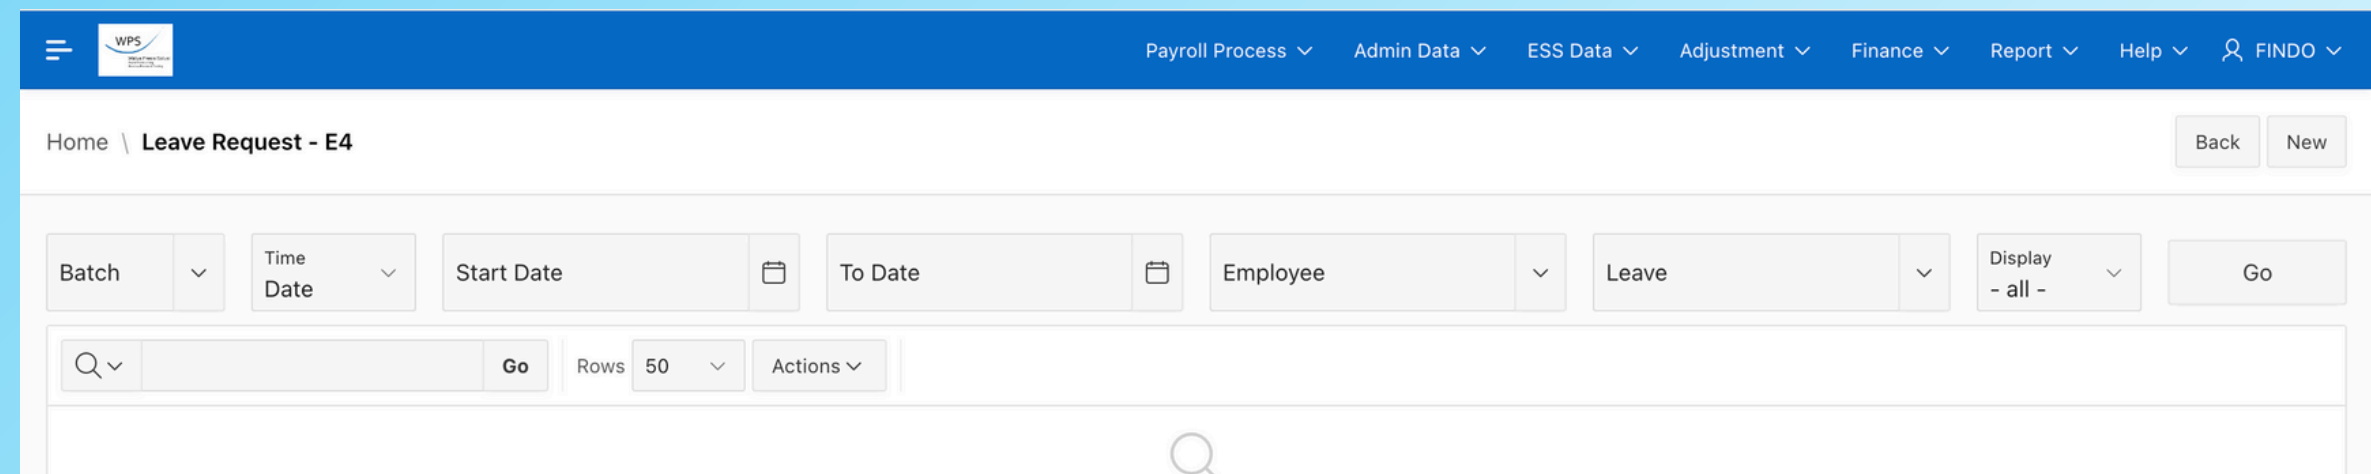 WPS
Payroll Process
Admin Data
ESS Data
Adjustment
Finance
Report
Help
FINDO
Home \ Leave Request - E4
Back
New
Batch
Time
Date
Start Date
To Date
Employee
Leave
Display
- all -
Go
Go
Rows
50
Actions